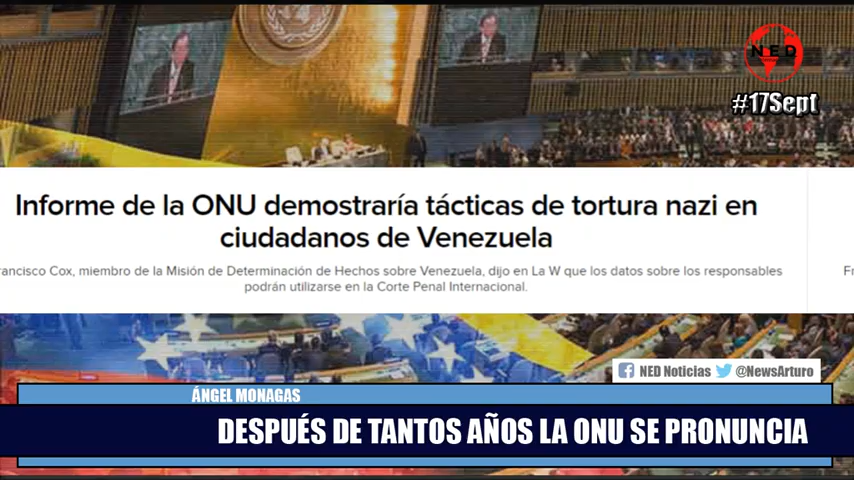 NED
#17Sept
Informe de la ONU demostraría tácticas de tortura nazi en
ciudadanos de Venezuela
rancisco Cox, miembro de la Misión de Determinación de Hechos sobre Venezuela, dijo en La W que los datos sobre los responsables
podrán utilizarse en la Corte Penal Internacional.
Fr
NED Noticias @NewsArturo
ÁNGEL MONAGAS
DESPUÉS DE TANTOS AÑOS LA ONU SE PRONUNCIA